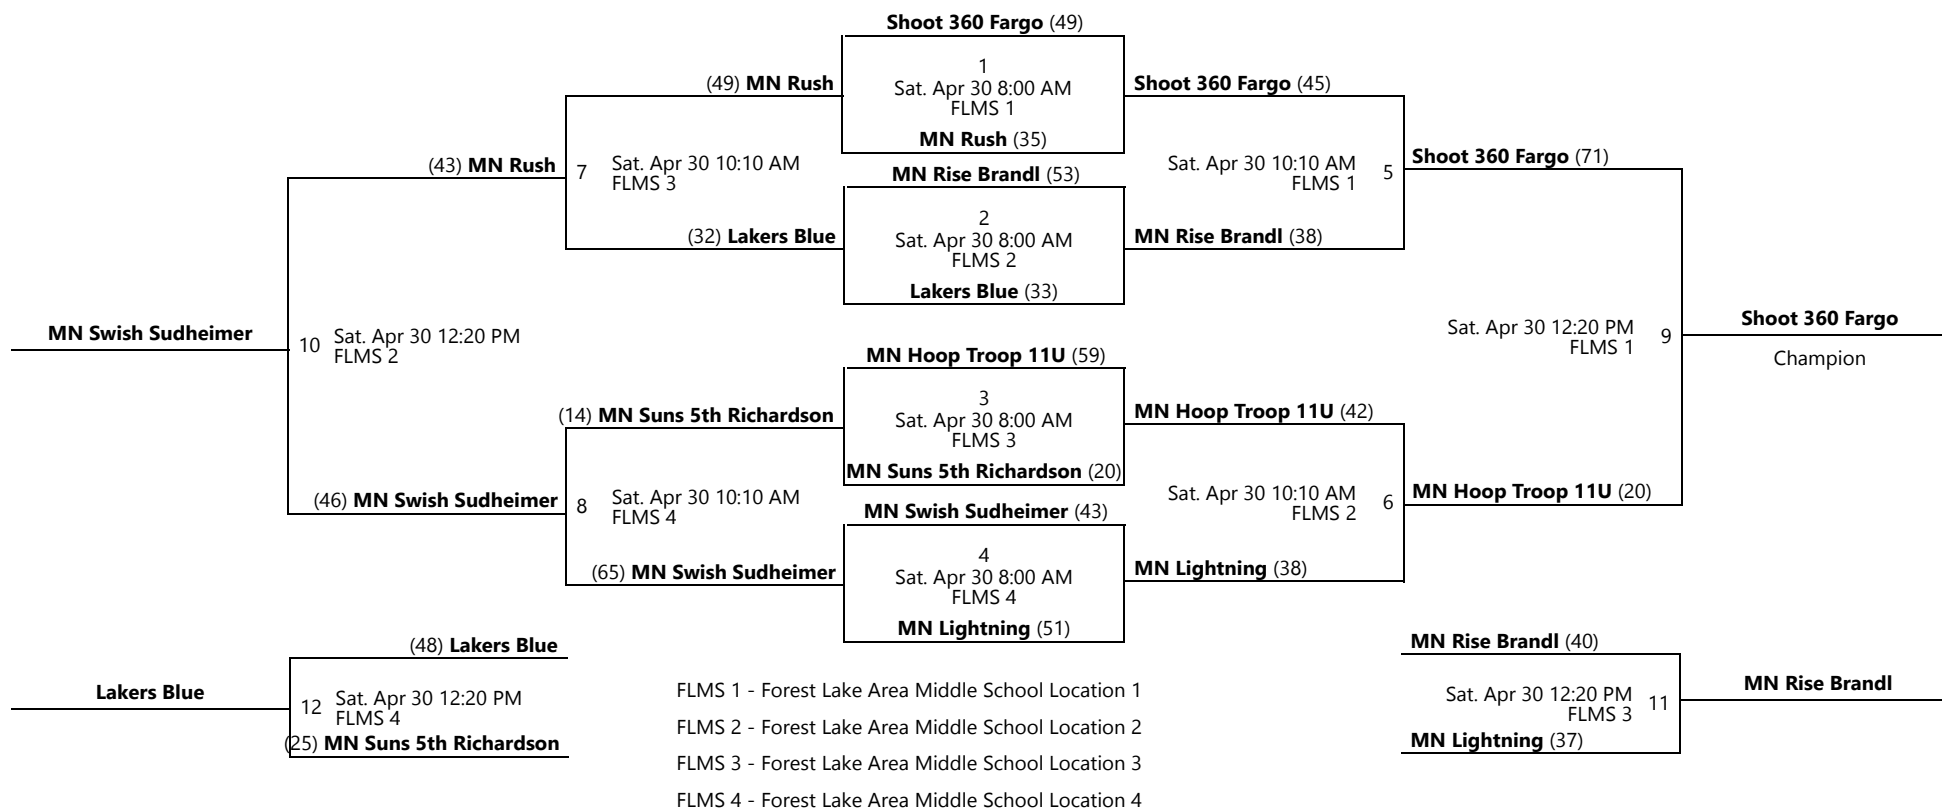 Shoot 360 Fargo (49)
1
Sat. Apr 30 8:00 AM
FLMS 1
MN Rush (35)
(49) MN Rush
Shoot 360 Fargo (45)
(43) MN Rush
7
Sat. Apr 30 10:10 AM
FLMS 3
MN Rise Brandl (53)
2
Sat. Apr 30 8:00 AM
FLMS 2
Lakers Blue (33)
Sat. Apr 30 10:10 AM
FLMS 1
5
Shoot 360 Fargo (71)
(32) Lakers Blue
MN Rise Brandl (38)
MN Swish Sudheimer
10
Sat. Apr 30 12:20 PM
FLMS 2
Sat. Apr 30 12:20 PM
FLMS 1
9
Shoot 360 Fargo
Champion
MN Hoop Troop 11U (59)
3
Sat. Apr 30 8:00 AM
FLMS 3
MN Suns 5th Richardson (20)
(14) MN Suns 5th Richardson
MN Hoop Troop 11U (42)
(46) MN Swish Sudheimer
8
Sat. Apr 30 10:10 AM
FLMS 4
MN Swish Sudheimer (43)
4
Sat. Apr 30 8:00 AM
FLMS 4
MN Lightning (51)
Sat. Apr 30 10:10 AM
FLMS 2
6
MN Hoop Troop 11U (20)
(65) MN Swish Sudheimer
MN Lightning (38)
(48) Lakers Blue
Lakers Blue
12
Sat. Apr 30 12:20 PM
FLMS 4
(25) MN Suns 5th Richardson
FLMS 1 - Forest Lake Area Middle School Location 1
FLMS 2 - Forest Lake Area Middle School Location 2
FLMS 3 - Forest Lake Area Middle School Location 3
FLMS 4 - Forest Lake Area Middle School Location 4
MN Rise Brandl (40)
Sat. Apr 30 12:20 PM
FLMS 3
11
MN Rise Brandl
MN Lightning (37)